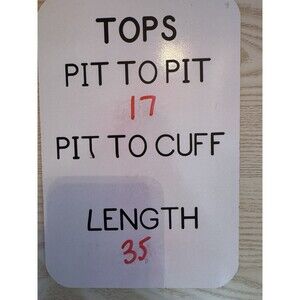 TOPS
PIT TO PIT
17
PIT TO CUFF
LENGTH
35